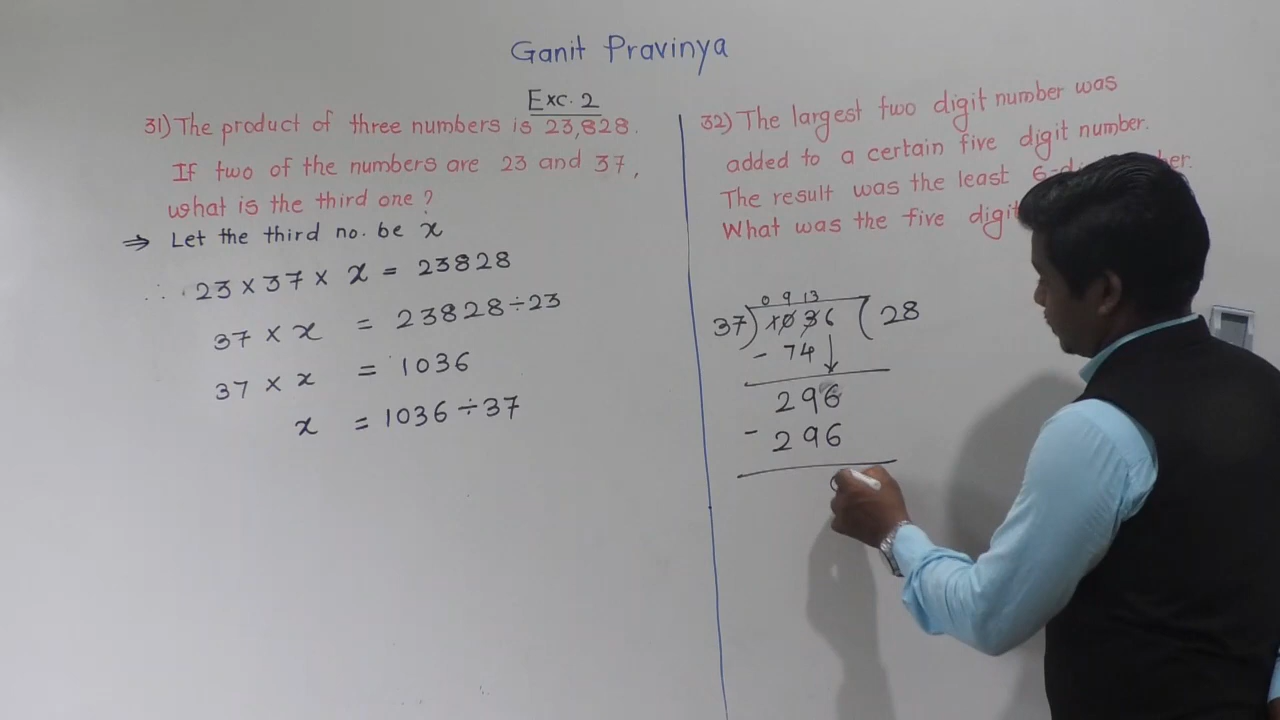 Ganit Pravinya
Exc. 2
31) The product of three numbers is 23,828.
If two of the numbers are 23 and 37,
what is the third one?
⇒ Let the third no. be x
∴ 23 × 37 × x = 23828
37 × x = 23828 ÷ 23
37 × x = 1036
x = 1036 ÷ 37
32) The largest two digit number was
added to a certain five digit number.
The result was the least
What was the five digit
0 9 13
37) 1036 ( 28
- 74
296
- 296